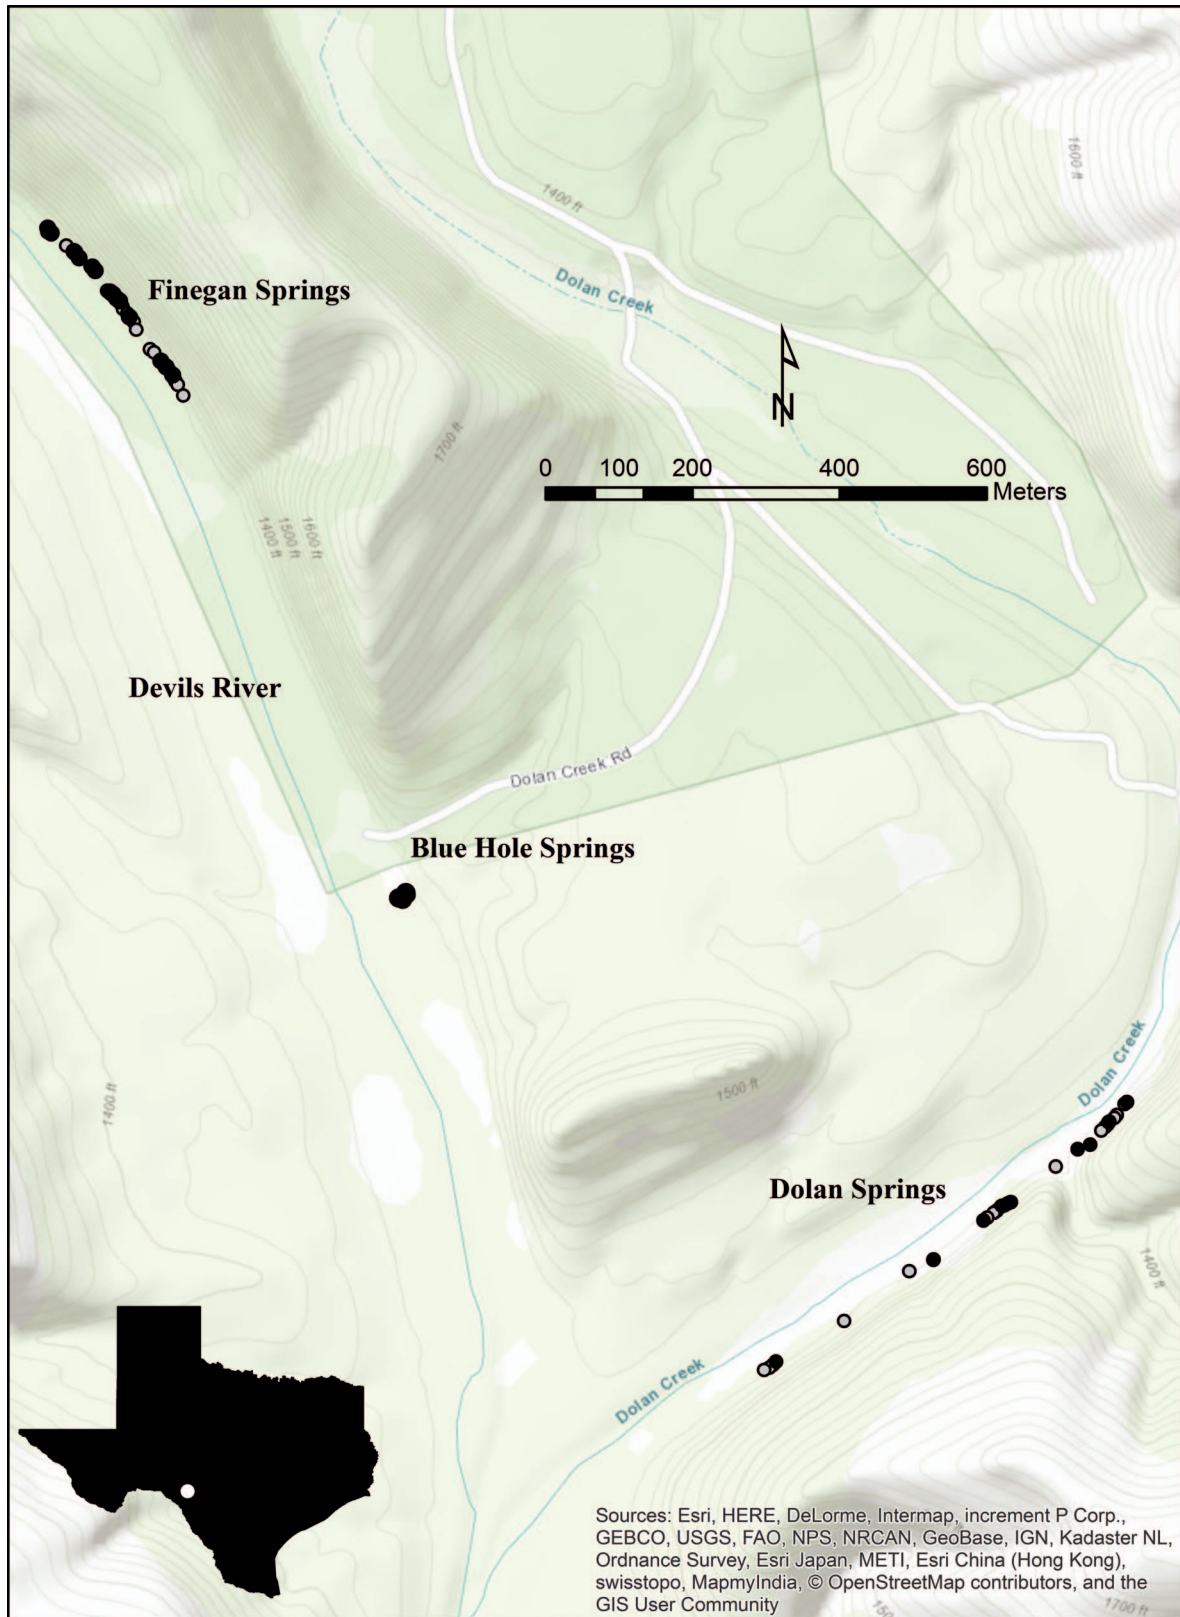 1600 ft
1400 ft
Dolan Creek
Finegan Springs
N
1700 ft
0 100 200 400 600
Meters
1400 ft
1500 ft
1600 ft
Devils River
Dolan Creek Rd
Blue Hole Springs
Dolan Creek
1500 ft
1400 ft
Dolan Springs
1400 ft
Dolan Creek
Sources: Esri, HERE, DeLorme, Intermap, increment P Corp.,
GEBCO, USGS, FAO, NPS, NRCAN, GeoBase, IGN, Kadaster NL,
Ordnance Survey, Esri Japan, METI, Esri China (Hong Kong),
swisstopo, MapmyIndia, © OpenStreetMap contributors, and the
GIS User Community
1700 ft